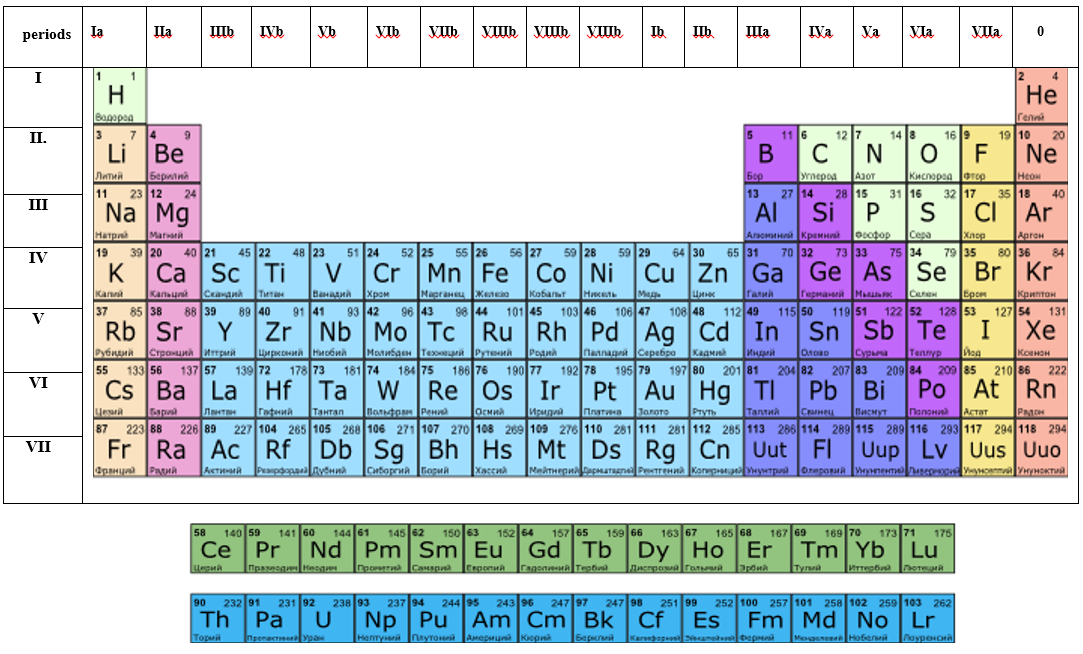 periods Ia IIa IIIb IVb Vb VIb VIIb VIIIb VIIIb VIIIb Ib IIb IIIa IVa Va VIa VIIa 0
I
1 1 2 4
H He
Водород Гелий
II.
3 7 4 9 5 11 6 12 7 14 8 16 9 19 10 20
Li Be B C N O F Ne
Литий Берилий Бор Углерод Азот Кислород Фтор Неон
III
11 23 12 24 13 27 14 28 15 31 16 32 17 35 18 40
Na Mg Al Si P S Cl Ar
Натрий Магний Алюминий Кремний Фосфор Сера Хлор Аргон
IV
19 39 20 40 21 45 22 48 23 51 24 52 25 55 26 56 27 59 28 59 29 64 30 65 31 70 32 73 33 75 34 79 35 80 36 84
K Ca Sc Ti V Cr Mn Fe Co Ni Cu Zn Ga Ge As Se Br Kr
Калий Кальций Скандий Титан Ванадий Хром Марганец Железо Кобальт Никель Медь Цинк Галий Германий Мышьяк Селен Бром Криптон
V
37 85 38 88 39 89 40 91 41 93 42 96 43 98 44 101 45 103 46 106 47 108 48 112 49 115 50 119 51 122 52 128 53 127 54 131
Rb Sr Y Zr Nb Mo Tc Ru Rh Pd Ag Cd In Sn Sb Te I Xe
Рубидий Стронций Иттрий Цирконий Ниобий Молибден Технеций Рутений Родий Палладий Серебро Кадмий Индий Олово Сурьма Теллур Йод Ксенон
VI
55 133 56 137 57 139 72 178 73 181 74 184 75 186 76 190 77 192 78 195 79 197 80 201 81 204 82 207 83 209 84 209 85 210 86 222
Cs Ba La Hf Ta W Re Os Ir Pt Au Hg Tl Pb Bi Po At Rn
Цезий Барий Лантан Гафний Тантал Вольфрам Рений Осмий Иридий Платина Золото Ртуть Таллий Свинец Висмут Полоний Астат Радон
VII
87 223 88 226 89 227 104 265 105 268 106 271 107 270 108 269 109 276 110 281 111 281 112 285 113 286 114 289 115 289 116 293 117 294 118 294
Fr Ra Ac Rf Db Sg Bh Hs Mt Ds Rg Cn Uut Fl Uup Lv Uus Uuo
Франций Радий Актиний Резерфордий Дубний Сиборгий Борий Хассий Мейтнерий Дармштадтий Рентгений Коперниций Унунтрий Флеровий Унунпентий Ливерморий Унунсептий Унуноктий
58 140 59 141 60 144 61 145 62 150 63 152 64 157 65 159 66 163 67 165 68 167 69 169 70 173 71 175
Ce Pr Nd Pm Sm Eu Gd Tb Dy Ho Er Tm Yb Lu
Церий Празеодим Неодим Прометий Самарий Европий Гадолиний Тербий Диспрозий Гольмий Эрбий Тулий Иттербий Лютеций
90 232 91 231 92 238 93 237 94 244 95 243 96 247 97 247 98 251 99 252 100 257 101 258 102 259 103 262
Th Pa U Np Pu Am Cm Bk Cf Es Fm Md No Lr
Торий Протактиний Уран Нептуний Плутоний Америций Кюрий Берклий Калифорний Эйнштейний Фермий Менделевий Нобелий Лоуренсий